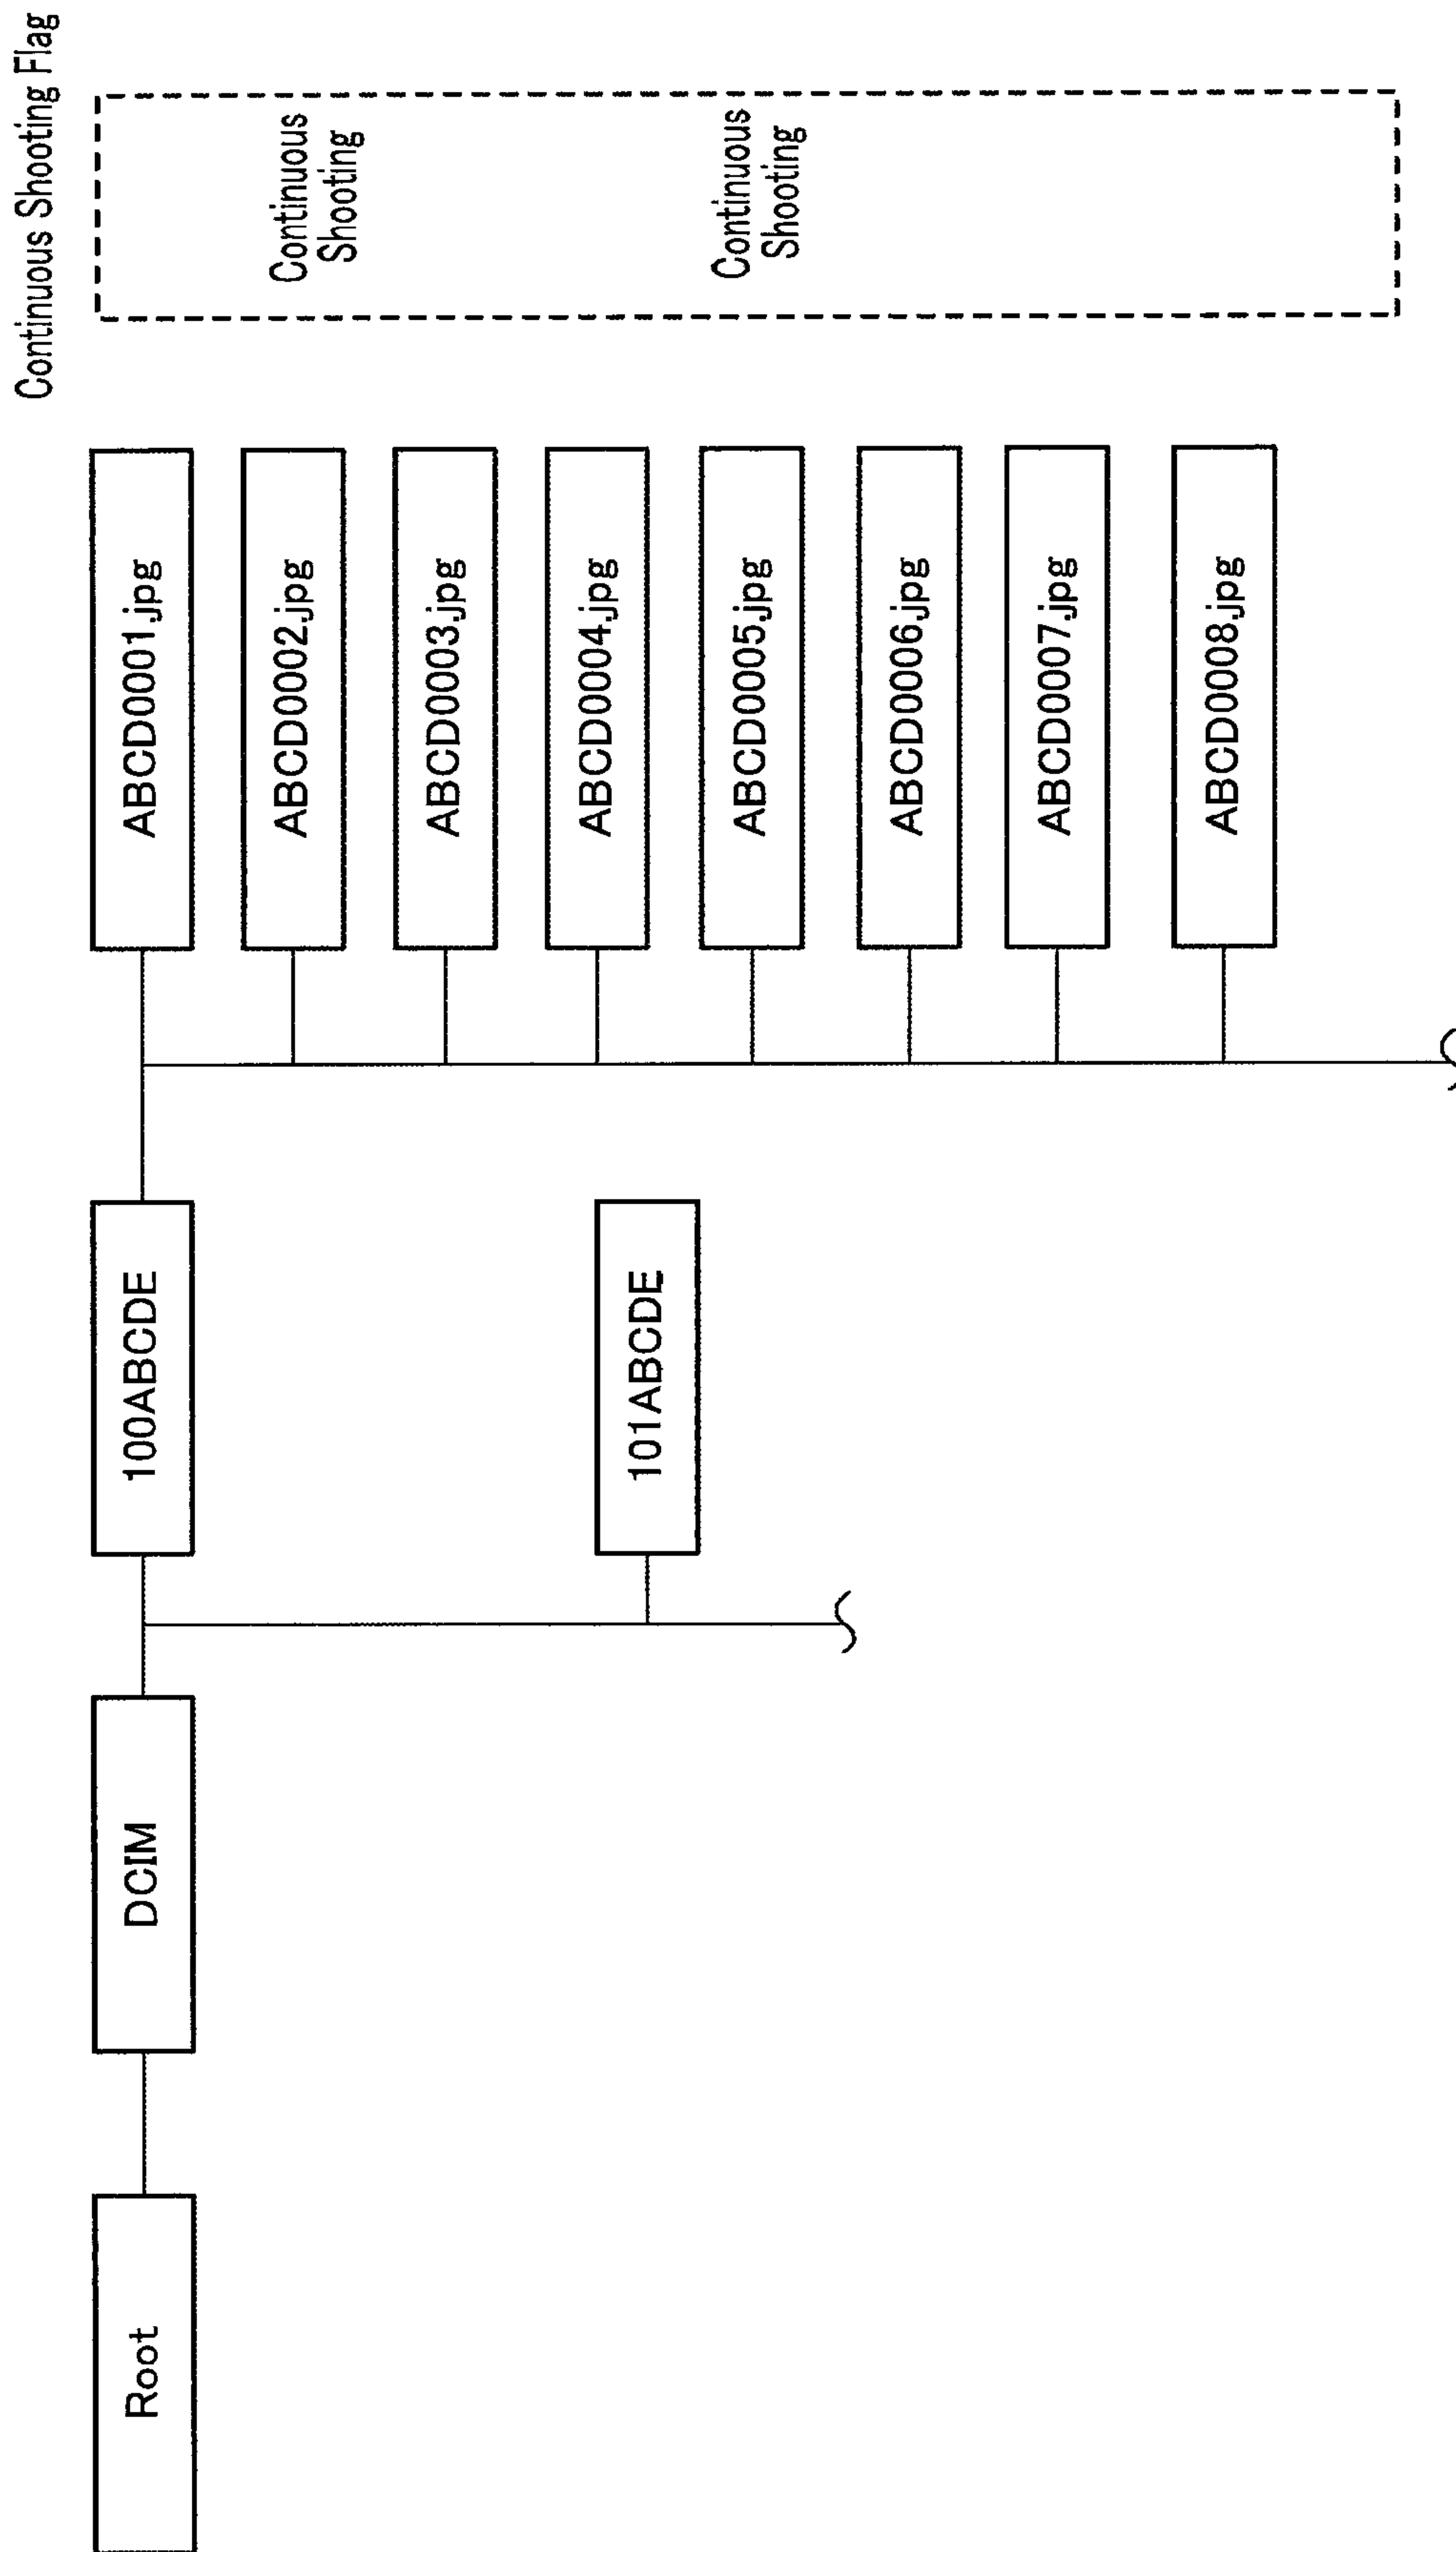 Continuous Shooting Flag
Root
DCIM
100ABCDE
ABCD0001.jpg
ABCD0002.jpg
Continuous
Shooting
ABCD0003.jpg
ABCD0004.jpg
101ABCDE
ABCD0005.jpg
Continuous
Shooting
ABCD0006.jpg
ABCD0007.jpg
ABCD0008.jpg